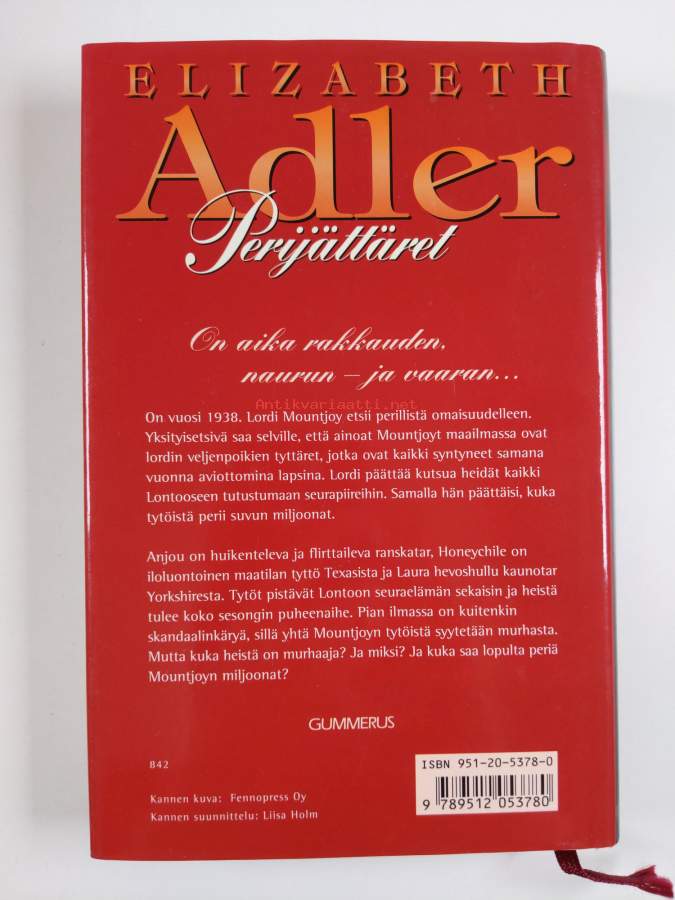 ELIZABETH
Adler
Perijättäret
On aika rakkauden,
naurun – ja vaaran...
Antikvariaatti.net
On vuosi 1938. Lordi Mountjoy etsii perillistä omaisuudelleen.
Yksityisetsivä saa selville, että ainoat Mountjoyt maailmassa ovat
lordin veljenpoikien tyttäret, jotka ovat kaikki syntyneet samana
vuonna aviottomina lapsina. Lordi päättää kutsua heidät kaikki
Lontooseen tutustumaan seurapiireihin. Samalla hän päättäisi, kuka
tytöistä perii suvun miljoonat.
Anjou on huikenteleva ja flirttaileva ranskatar, Honeychile on
iloluontoinen maatilan tyttö Texasista ja Laura hevoshullu kaunotar
Yorkshiresta. Tytöt pistävät Lontoon seuraelämän sekaisin ja heistä
tulee koko sesongin puheenaihe. Pian ilmassa on kuitenkin
skandaalinkäryä, sillä yhtä Mountjoyn tytöistä syytetään murhasta.
Mutta kuka heistä on murhaaja? Ja miksi? Ja kuka saa lopulta periä
Mountjoyn miljoonat?
GUMMERUS
842
ISBN 951-20-5378-0
9 789512 053780
Kannen kuva: Fennopress Oy
Kannen suunnittelu: Liisa Holm